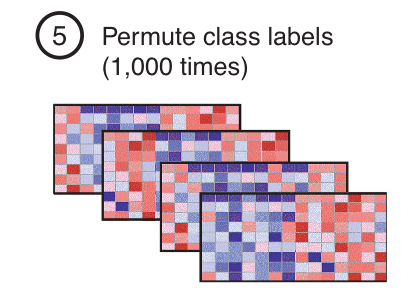 5 Permute class labels
(1,000 times)